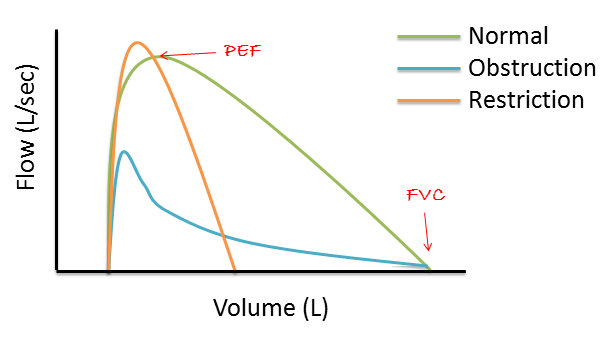 Normal
Obstruction
Restriction
PEF
FVC
Flow (L/sec)
Volume (L)